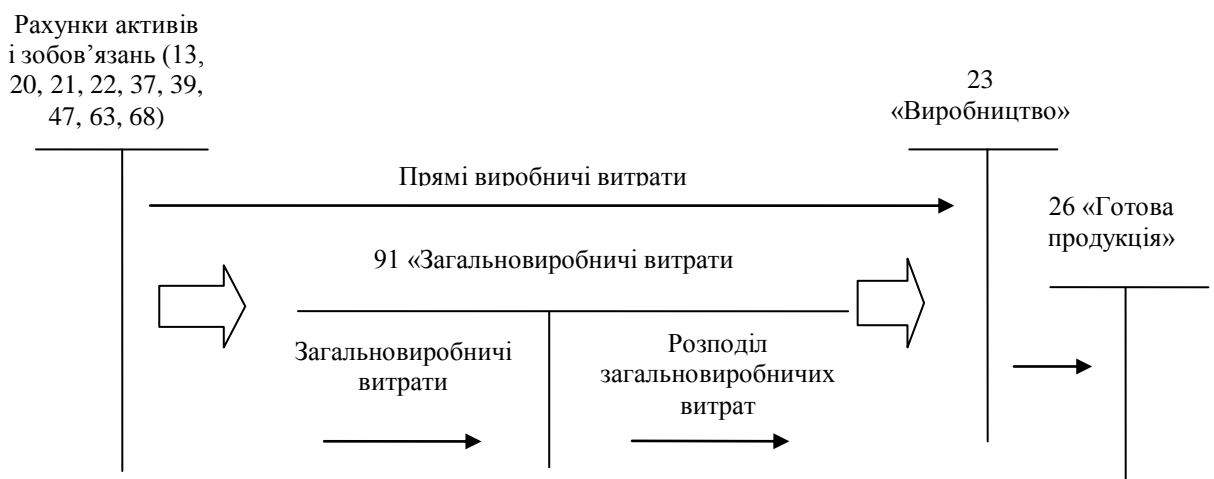 Рахунки активів
і зобов’язань (13,
20, 21, 22, 37, 39,
47, 63, 68)
23
«Виробництво»
Прямі виробничі витрати
26 «Готова
продукція»
91 «Загальновиробничі витрати
Загальновиробничі
витрати
Розподіл
загальновиробничих
витрат